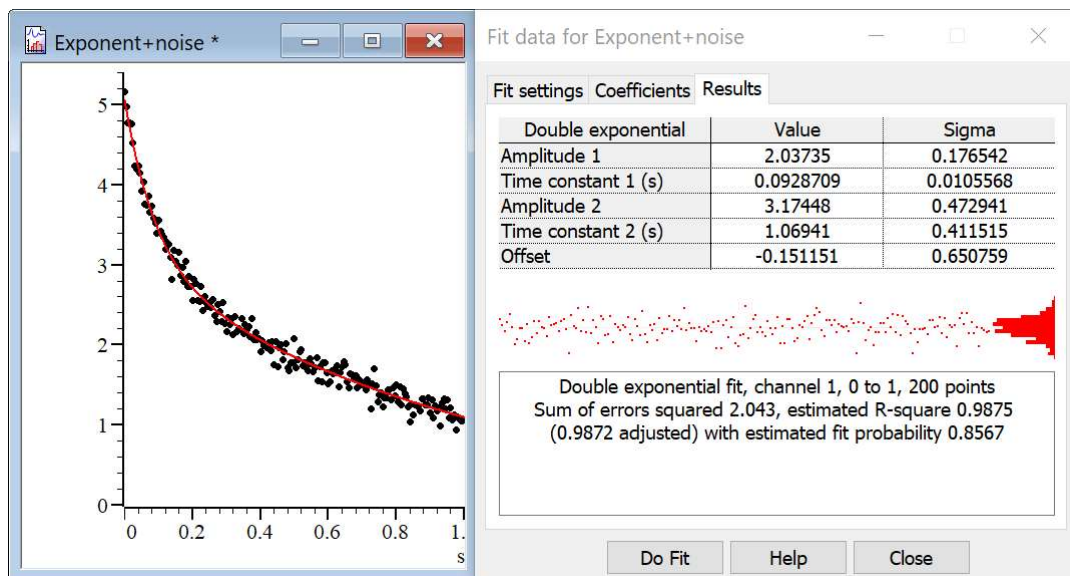 Exponent+noise *
5
4
3
2
1
0
0 0.2 0.4 0.6 0.8 1.
s
Fit data for Exponent+noise
Fit settings Coefficients Results
Double exponential Value Sigma
Amplitude 1 2.03735 0.176542
Time constant 1 (s) 0.0928709 0.0105568
Amplitude 2 3.17448 0.472941
Time constant 2 (s) 1.06941 0.411515
Offset -0.151151 0.650759
Double exponential fit, channel 1, 0 to 1, 200 points
Sum of errors squared 2.043, estimated R-square 0.9875
(0.9872 adjusted) with estimated fit probability 0.8567
Do Fit Help Close